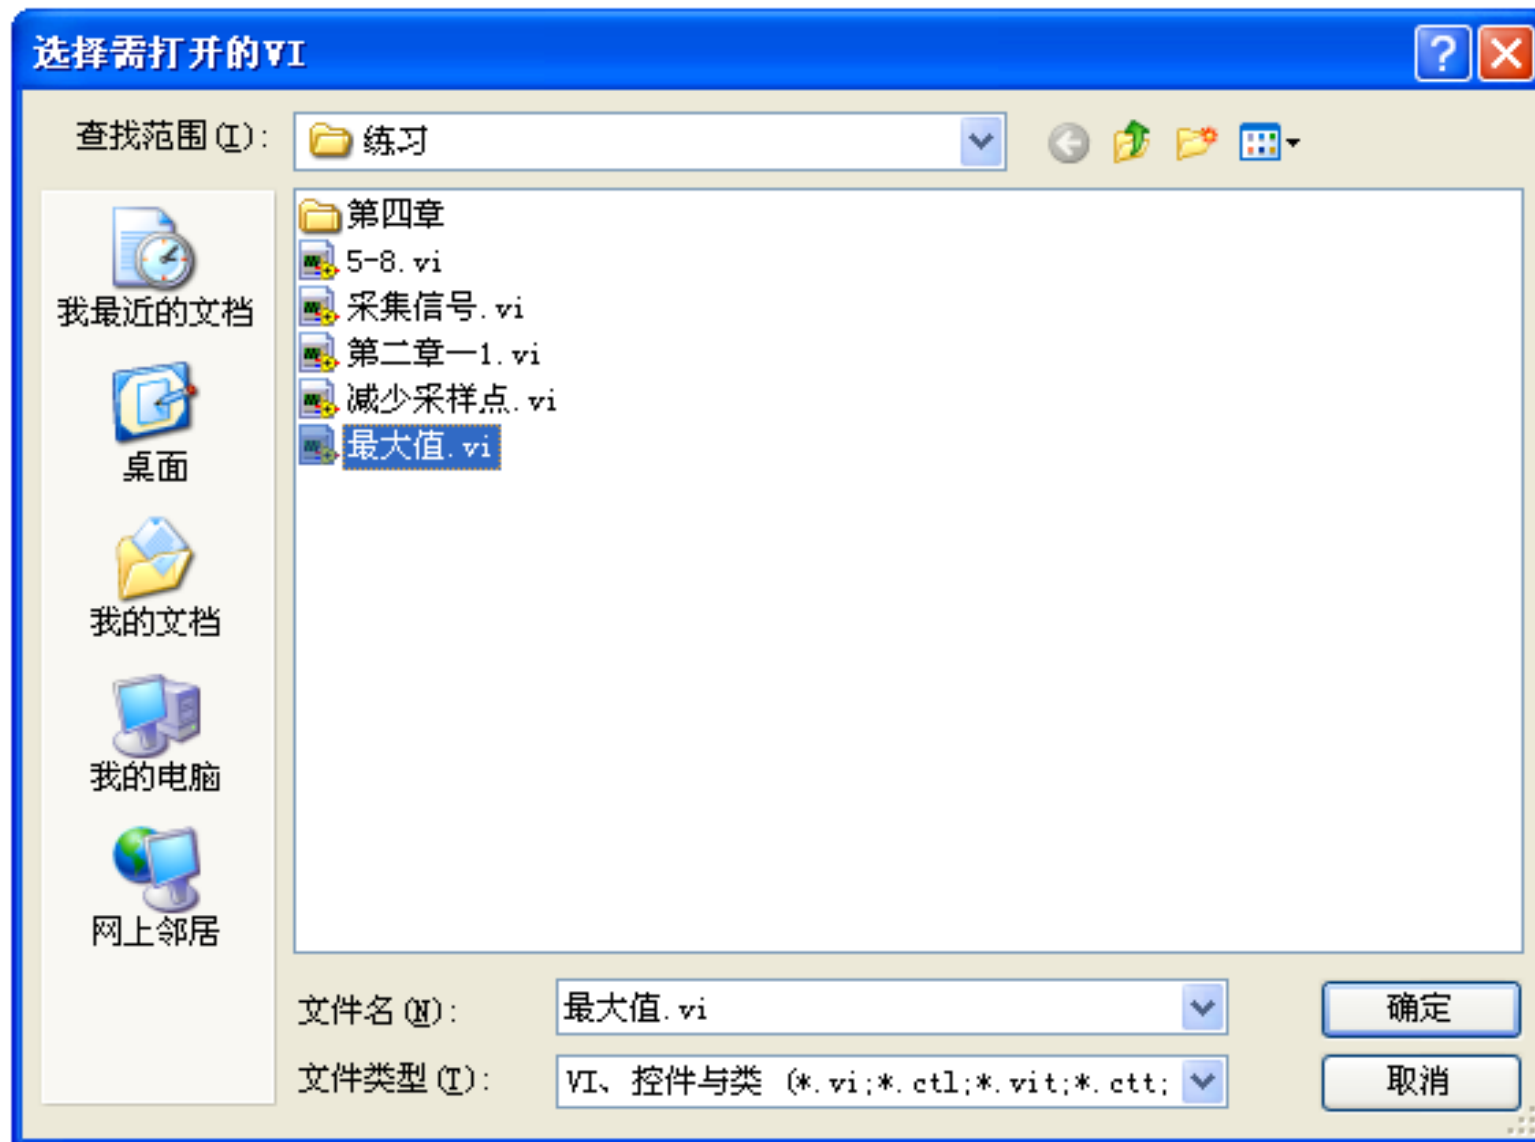 选择需打开的VI
查找范围(I):
练习
第四章
5-8.vi
采集信号.vi
第二章一1.vi
减少采样点.vi
最大值.vi
我最近的文档
桌面
我的文档
我的电脑
网上邻居
文件名(N):
最大值.vi
确定
文件类型(T):
VI、控件与类 (*.vi;*.ctl;*.vit;*.ctt;
取消